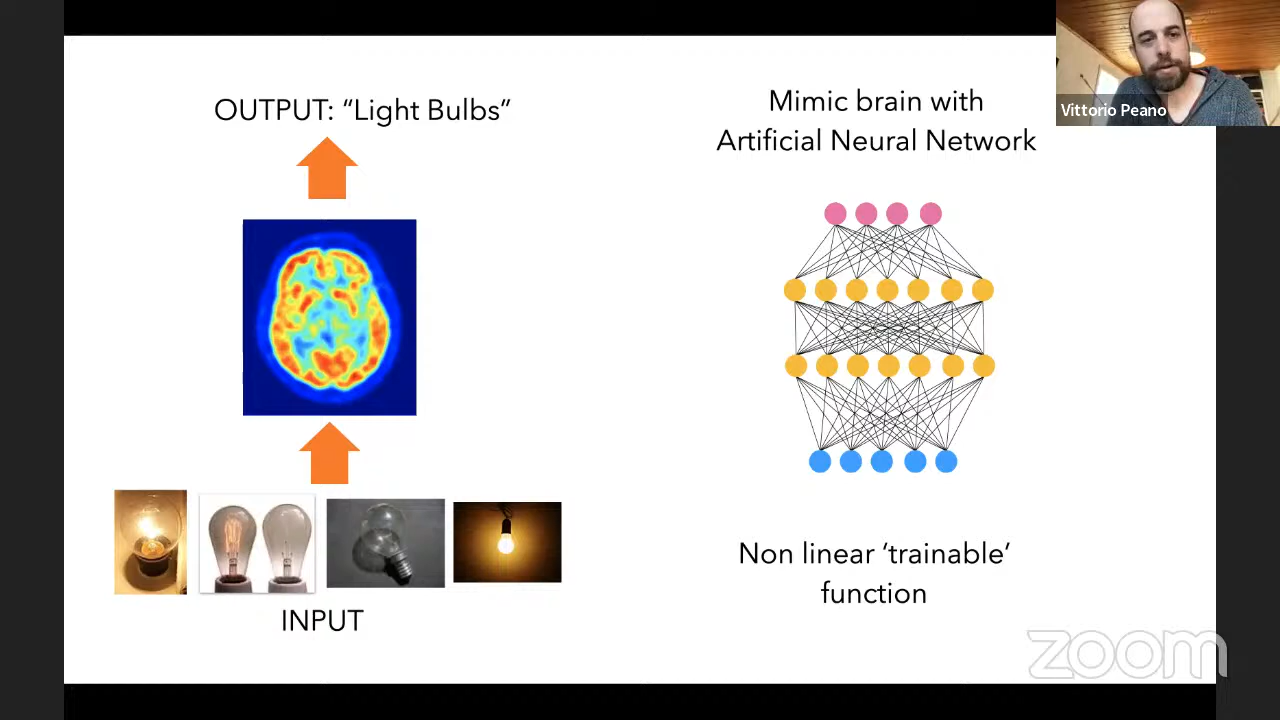 OUTPUT: “Light Bulbs”
INPUT
Mimic brain with
Artificial Neural Network
Non linear ‘trainable’
function
Vittorio Peano
zoom